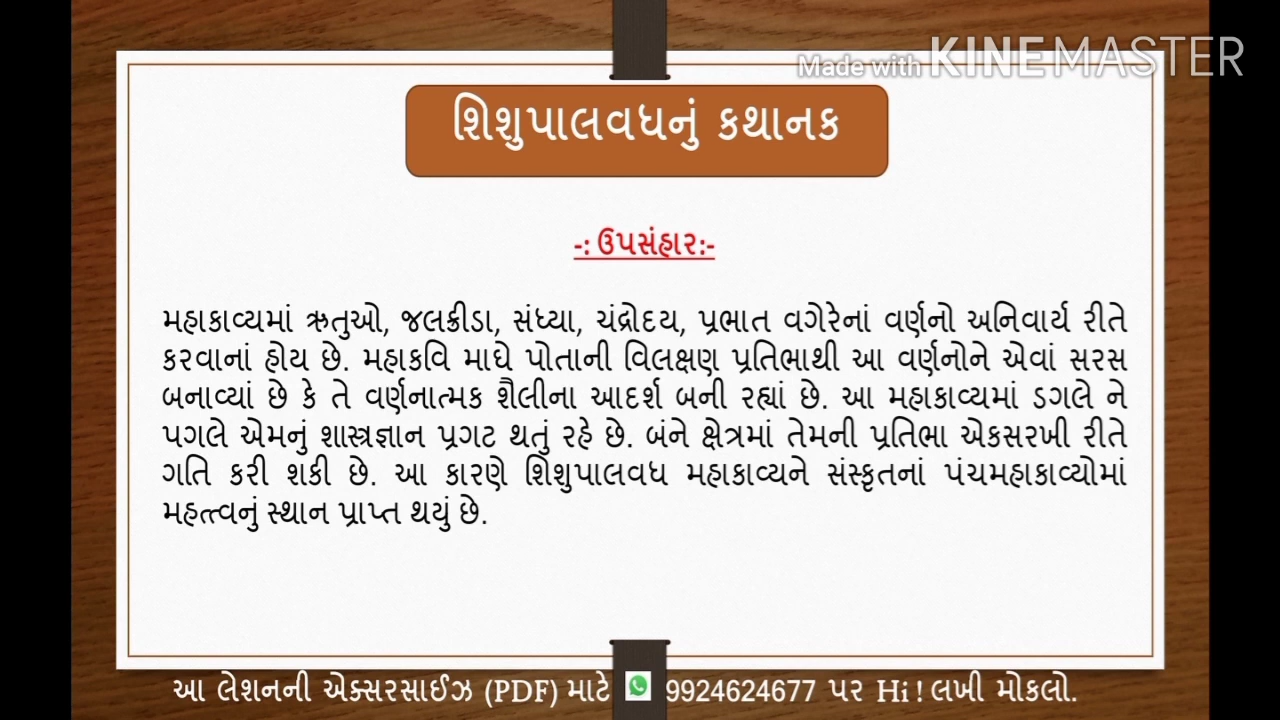 Made with KINEMASTER
શિશુપાલવધનું કથાનક
-: ઉપસંહાર:-
મહાકાવ્યમાં ઋતુઓ, જલક્રીડા, સંધ્યા, ચંદ્રોદય, પ્રભાત વગેરેનાં વર્ણનો અનિવાર્ય રીતે
કરવાનાં હોય છે. મહાકવિ માઘે પોતાની વિલક્ષણ પ્રતિભાથી આ વર્ણનોને એવાં સરસ
બનાવ્યાં છે કે તે વર્ણનાત્મક શૈલીના આદર્શ બની રહ્યાં છે. આ મહાકાવ્યમાં ડગલે ને
પગલે એમનું શાસ્ત્રજ્ઞાન પ્રગટ થતું રહે છે. બંને ક્ષેત્રમાં તેમની પ્રતિભા એકસરખી રીતે
ગતિ કરી શકી છે. આ કારણે શિશુપાલવધ મહાકાવ્યને સંસ્કૃતનાં પંચમહાકાવ્યોમાં
મહત્ત્વનું સ્થાન પ્રાપ્ત થયું છે.
આ લેશનની એક્સરસાઈઝ (PDF) માટે 9924624677 પર Hi ! લખી મોકલો.